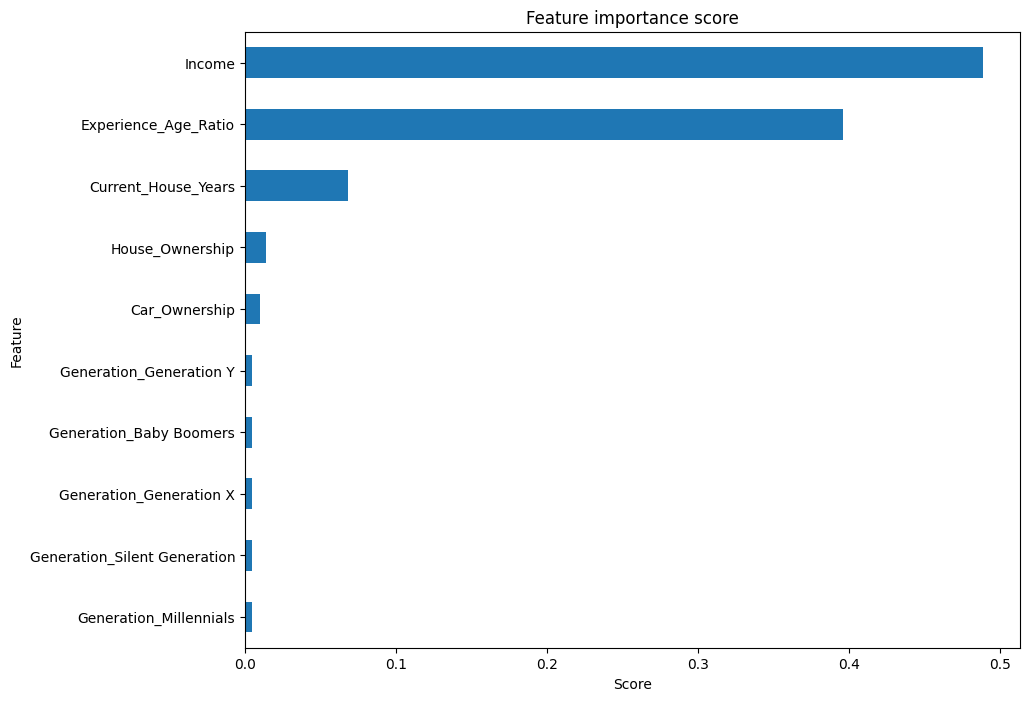 Feature importance score
Income
Experience_Age_Ratio
Current_House_Years
House_Ownership
Car_Ownership
Generation_Generation Y
Generation_Baby Boomers
Generation_Generation X
Generation_Silent Generation
Generation_Millennials
Feature
0.0 0.1 0.2 0.3 0.4 0.5
Score